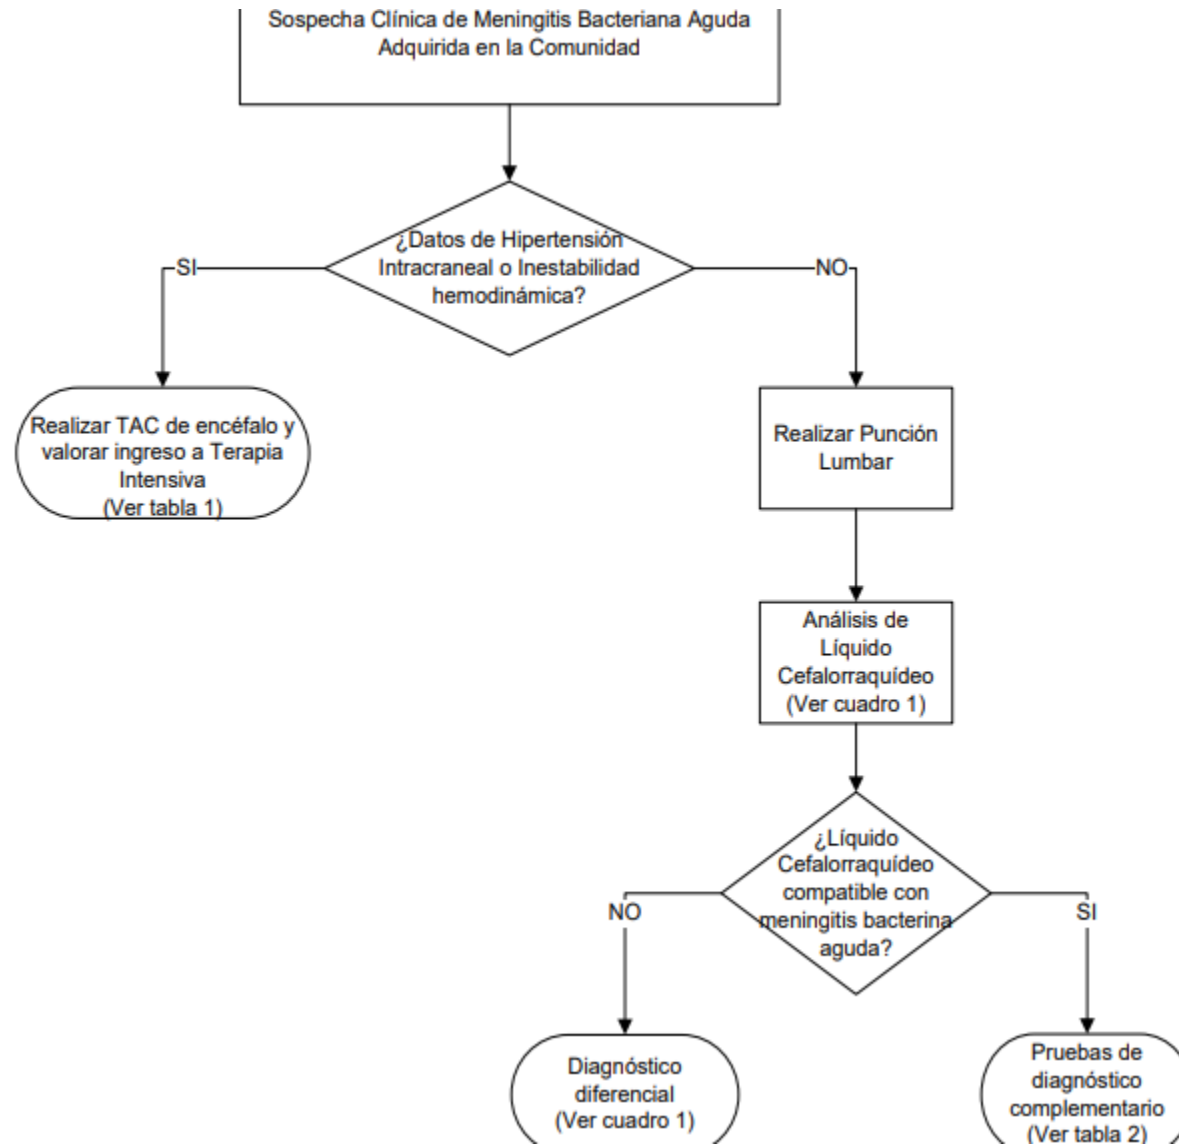 Sospecha Clínica de Meningitis Bacteriana Aguda
Adquirida en la Comunidad
¿Datos de Hipertensión
Intracraneal o Inestabilidad
hemodinámica?
SI
NO
Realizar TAC de encéfalo y
valorar ingreso a Terapia
Intensiva
(Ver tabla 1)
Realizar Punción
Lumbar
Análisis de
Líquido
Cefalorraquídeo
(Ver cuadro 1)
¿Líquido
Cefalorraquídeo
compatible con
meningitis bacterina
aguda?
NO
SI
Diagnóstico
diferencial
(Ver cuadro 1)
Pruebas de
diagnóstico
complementario
(Ver tabla 2)